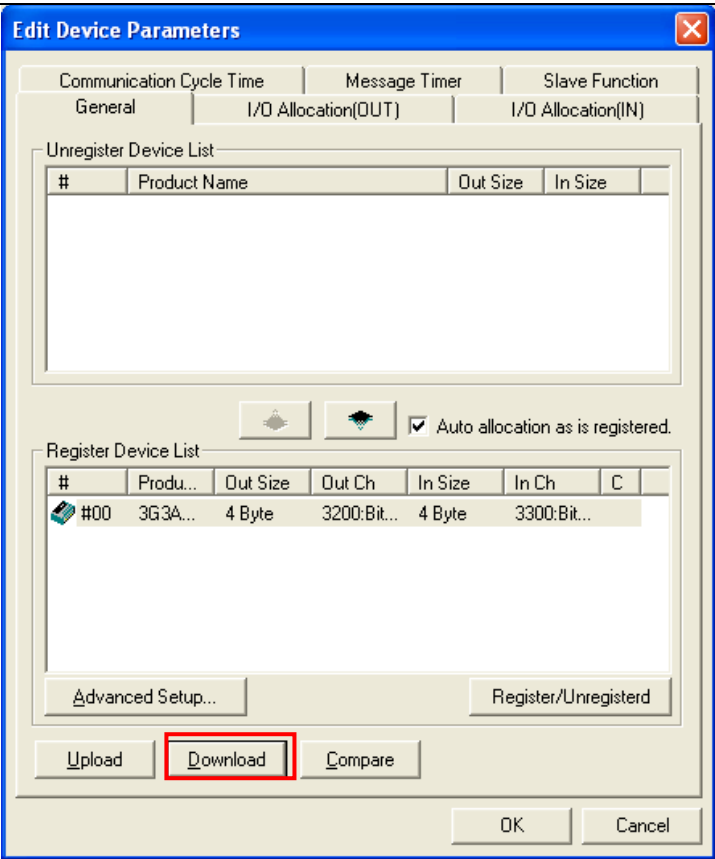 Edit Device Parameters
Communication Cycle Time Message Timer Slave Function
General I/O Allocation(OUT) I/O Allocation(IN)
Unregister Device List
# Product Name Out Size In Size
Auto allocation as is registered.
Register Device List
# Produ... Out Size Out Ch In Size In Ch C
#00 3G3A... 4 Byte 3200:Bit... 4 Byte 3300:Bit...
Advanced Setup... Register/Unregisterd
Upload Download Compare
OK Cancel